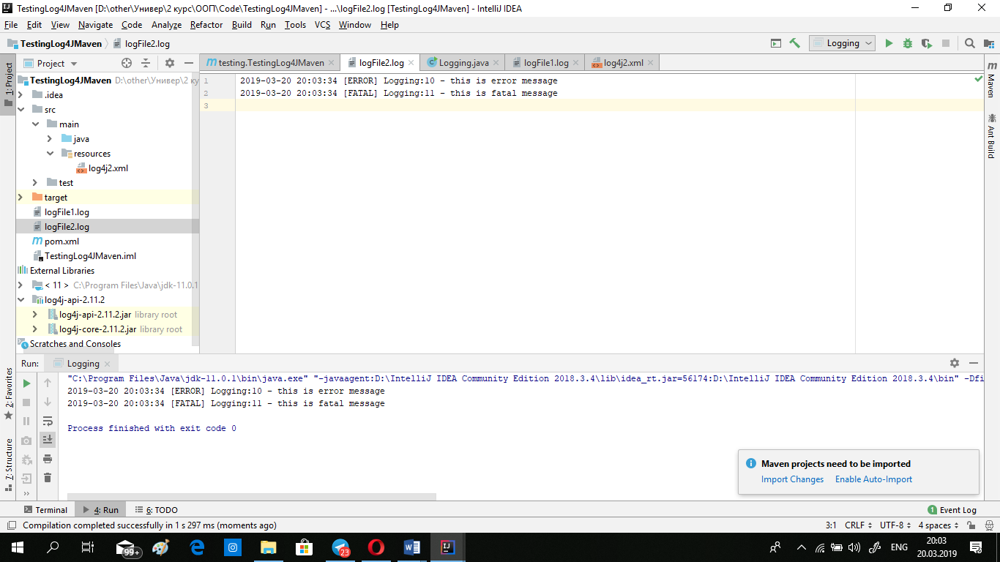 TestingLog4JMaven [D:\other\Универ\2 курс\ООП\Code\TestingLog4JMaven] - ...\logFile2.log [TestingLog4JMaven] - IntelliJ IDEA
File Edit View Navigate Code Analyze Refactor Build Run Tools VCS Window Help
TestingLog4JMaven logFile2.log
Logging
1: Project
Project
testing.TestingLog4JMaven logFile2.log Logging.java logFile1.log log4j2.xml
TestingLog4JMaven D:\other\Универ\2 ку
.idea
src
main
java
resources
log4j2.xml
test
target
logFile1.log
logFile2.log
pom.xml
TestingLog4JMaven.iml
External Libraries
< 11 > C:\Program Files\Java\jdk-11.0.1
log4j-api-2.11.2
log4j-api-2.11.2.jar library root
log4j-core-2.11.2.jar library root
Scratches and Consoles
1 2019-03-20 20:03:34 [ERROR] Logging:10 - this is error message
2 2019-03-20 20:03:34 [FATAL] Logging:11 - this is fatal message
3
Maven
Ant Build
2: Favorites
7: Structure
Run: Logging
"C:\Program Files\Java\jdk-11.0.1\bin\java.exe" "-javaagent:D:\IntelliJ IDEA Community Edition 2018.3.4\lib\idea_rt.jar=56174:D:\IntelliJ IDEA Community Edition 2018.3.4\bin" -Dfi
2019-03-20 20:03:34 [ERROR] Logging:10 - this is error message
2019-03-20 20:03:34 [FATAL] Logging:11 - this is fatal message
Process finished with exit code 0
Maven projects need to be imported
Import Changes Enable Auto-Import
Terminal 4: Run 6: TODO
1 Event Log
Compilation completed successfully in 1 s 297 ms (moments ago)
3:1 CRLF UTF-8 4 spaces
99+
23
ENG
20:03
20.03.2019